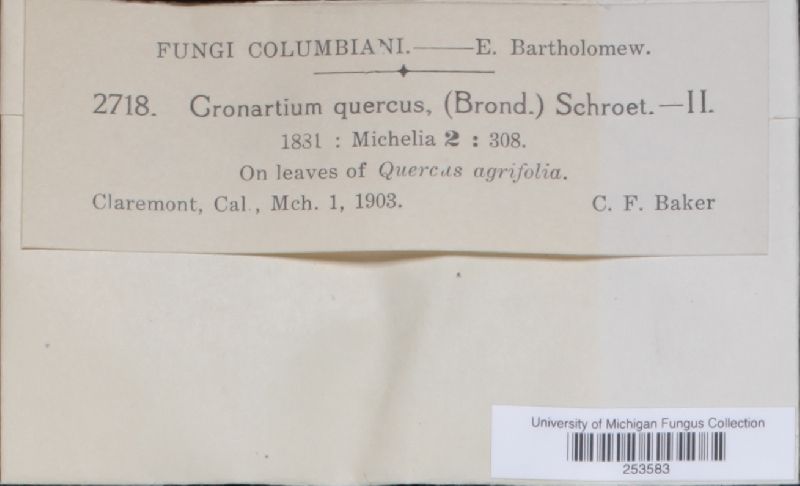 FUNGI COLUMBIANI.——E. Bartholomew.
2718. Cronartium quercus, (Brond.) Schroet.—II.
1831 : Michelia 2 : 308.
On leaves of Quercus agrifolia.
Claremont, Cal., Mch. 1, 1903. C. F. Baker
University of Michigan Fungus Collection
253583